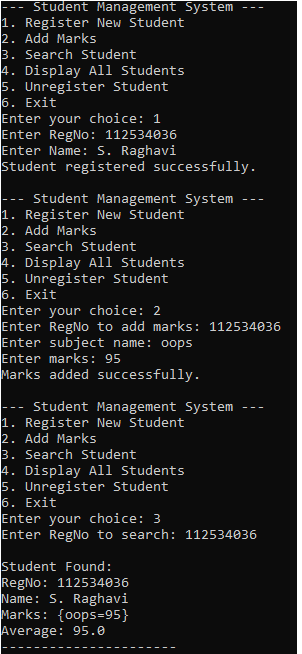 --- Student Management System ---
1. Register New Student
2. Add Marks
3. Search Student
4. Display All Students
5. Unregister Student
6. Exit
Enter your choice: 1
Enter RegNo: 112534036
Enter Name: S. Raghavi
Student registered successfully.

--- Student Management System ---
1. Register New Student
2. Add Marks
3. Search Student
4. Display All Students
5. Unregister Student
6. Exit
Enter your choice: 2
Enter RegNo to add marks: 112534036
Enter subject name: oops
Enter marks: 95
Marks added successfully.

--- Student Management System ---
1. Register New Student
2. Add Marks
3. Search Student
4. Display All Students
5. Unregister Student
6. Exit
Enter your choice: 3
Enter RegNo to search: 112534036

Student Found:
RegNo: 112534036
Name: S. Raghavi
Marks: {oops=95}
Average: 95.0
----------------------